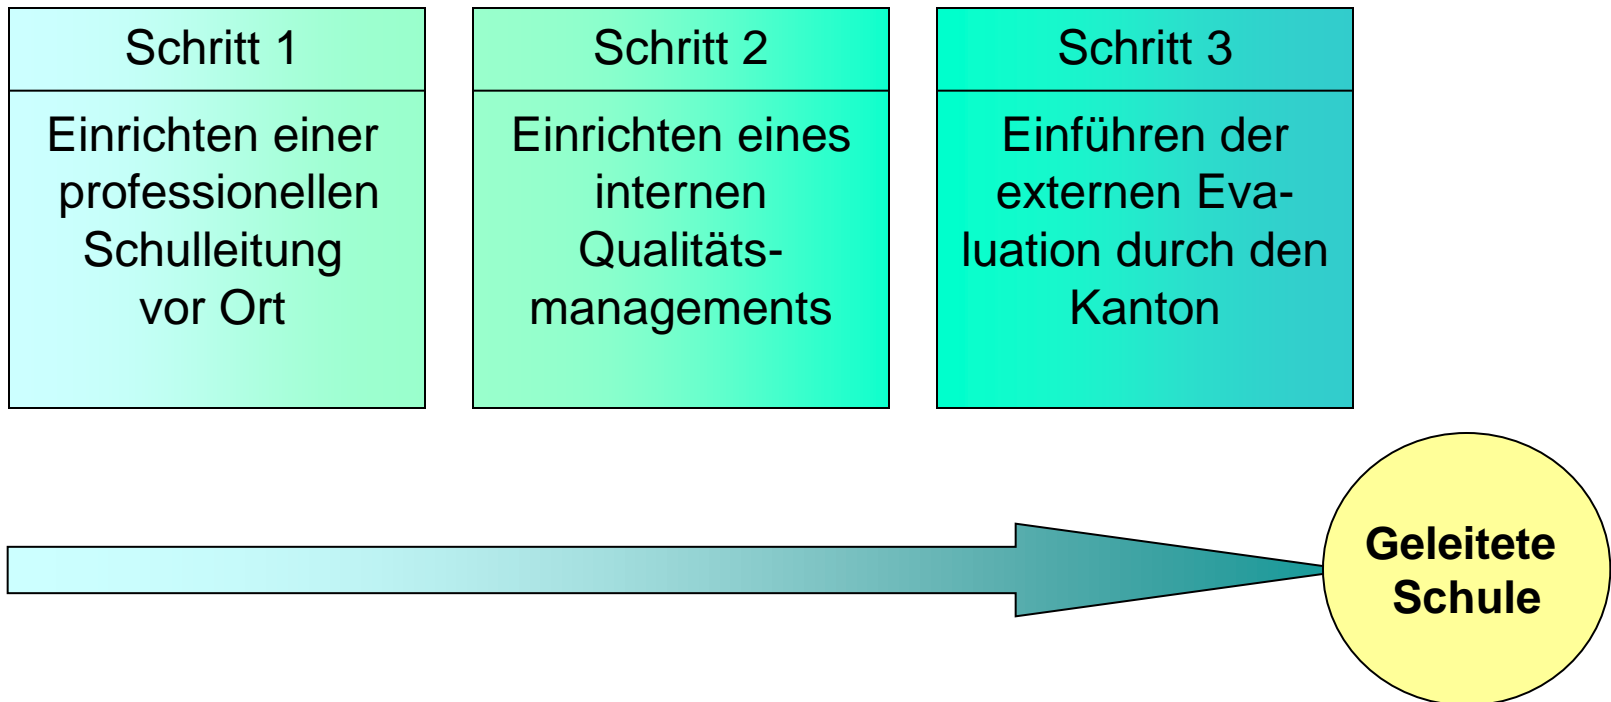 Schritt 1
Einrichten einer
professionellen
Schulleitung
vor Ort
Schritt 2
Einrichten eines
internen
Qualitäts-
managements
Schritt 3
Einführen der
externen Eva-
luation durch den
Kanton
Geleitete
Schule